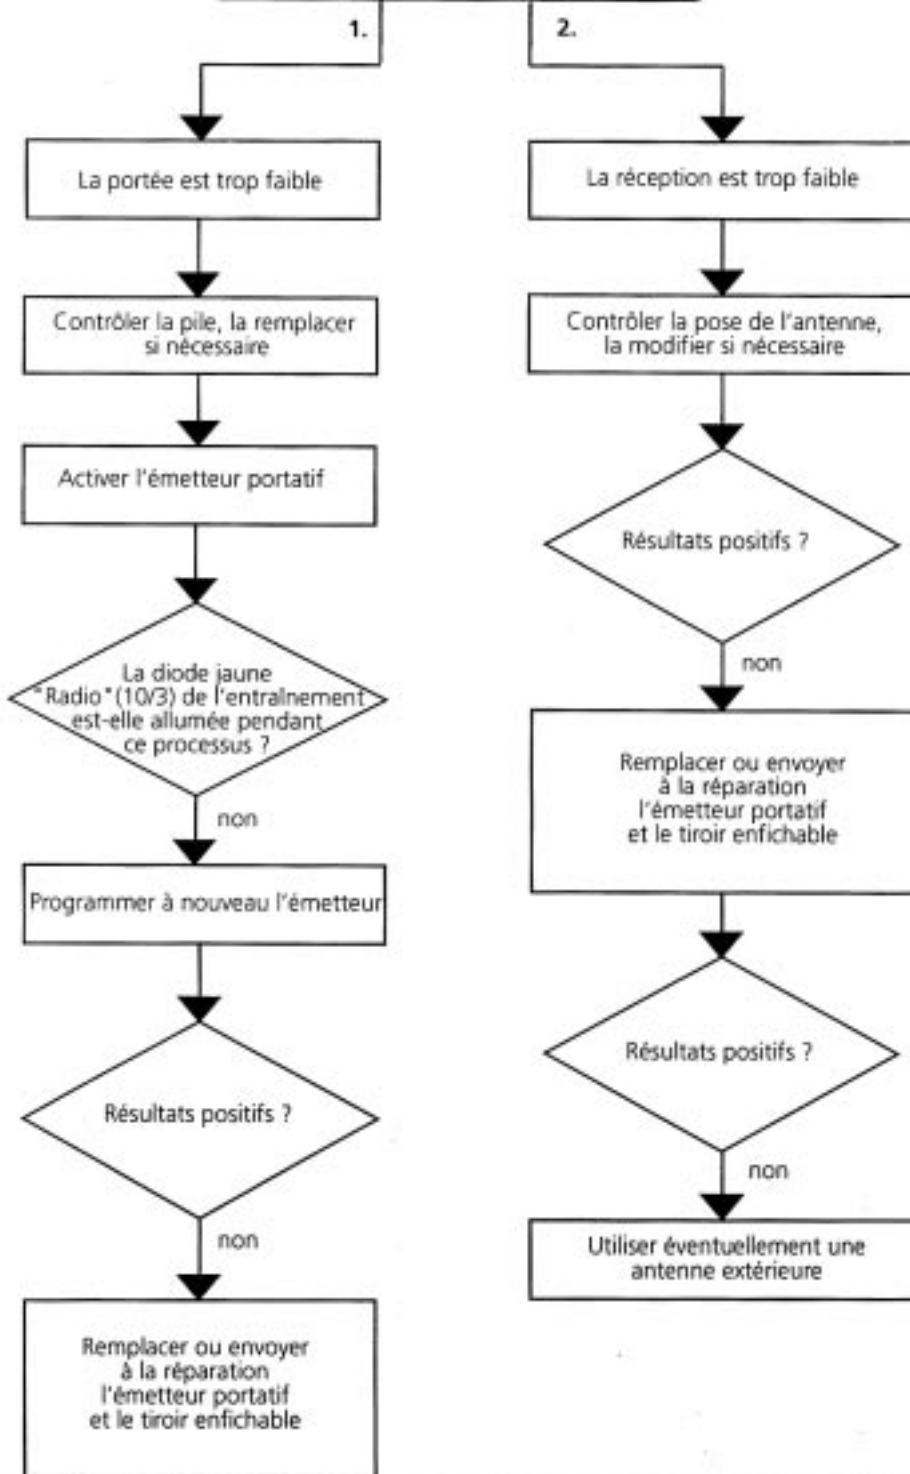 1.
La portée est trop faible
Contrôler la pile, la remplacer
si nécessaire
Activer l'émetteur portatif
La diode jaune
"Radio"(10/3) de l'entraînement
est-elle allumée pendant
ce processus ?
non
Programmer à nouveau l'émetteur
Résultats positifs ?
non
Remplacer ou envoyer
à la réparation
l'émetteur portatif
et le tiroir enfichable
2.
La réception est trop faible
Contrôler la pose de l'antenne,
la modifier si nécessaire
Résultats positifs ?
non
Remplacer ou envoyer
à la réparation
l'émetteur portatif
et le tiroir enfichable
Résultats positifs ?
non
Utiliser éventuellement une
antenne extérieure